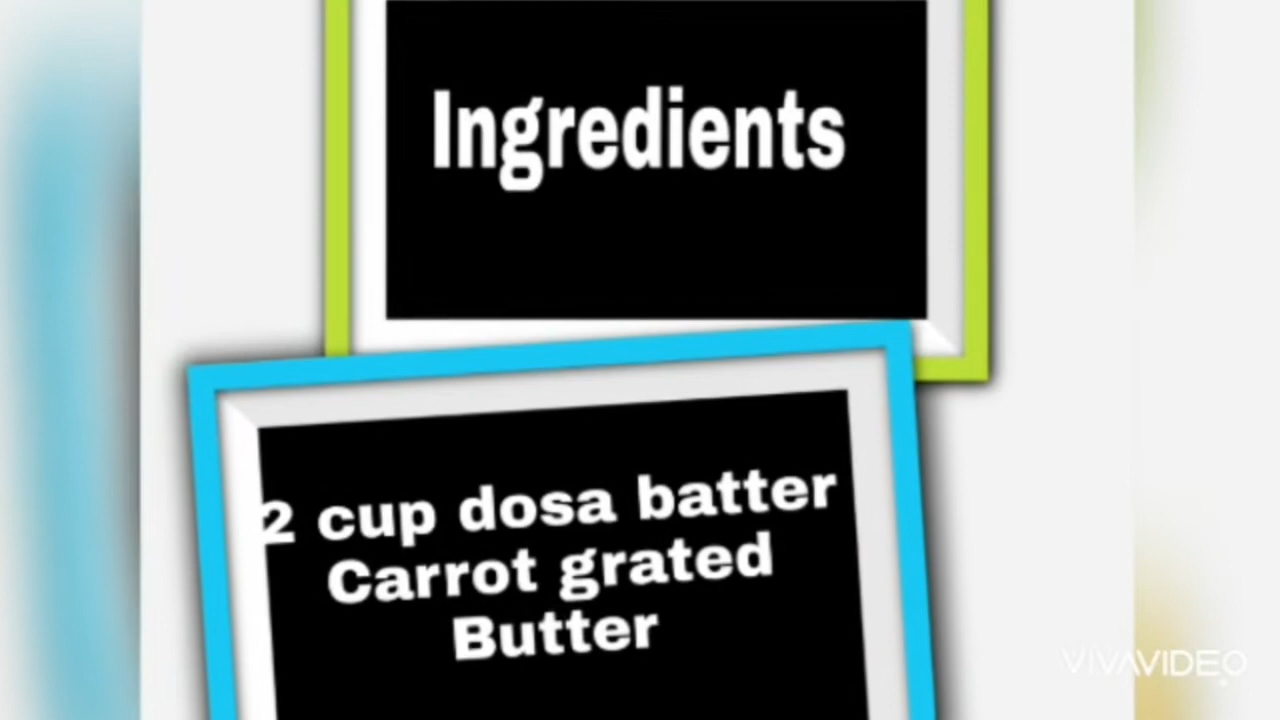 Ingredients
2 cup dosa batter
Carrot grated
Butter
VIVAVIDEO